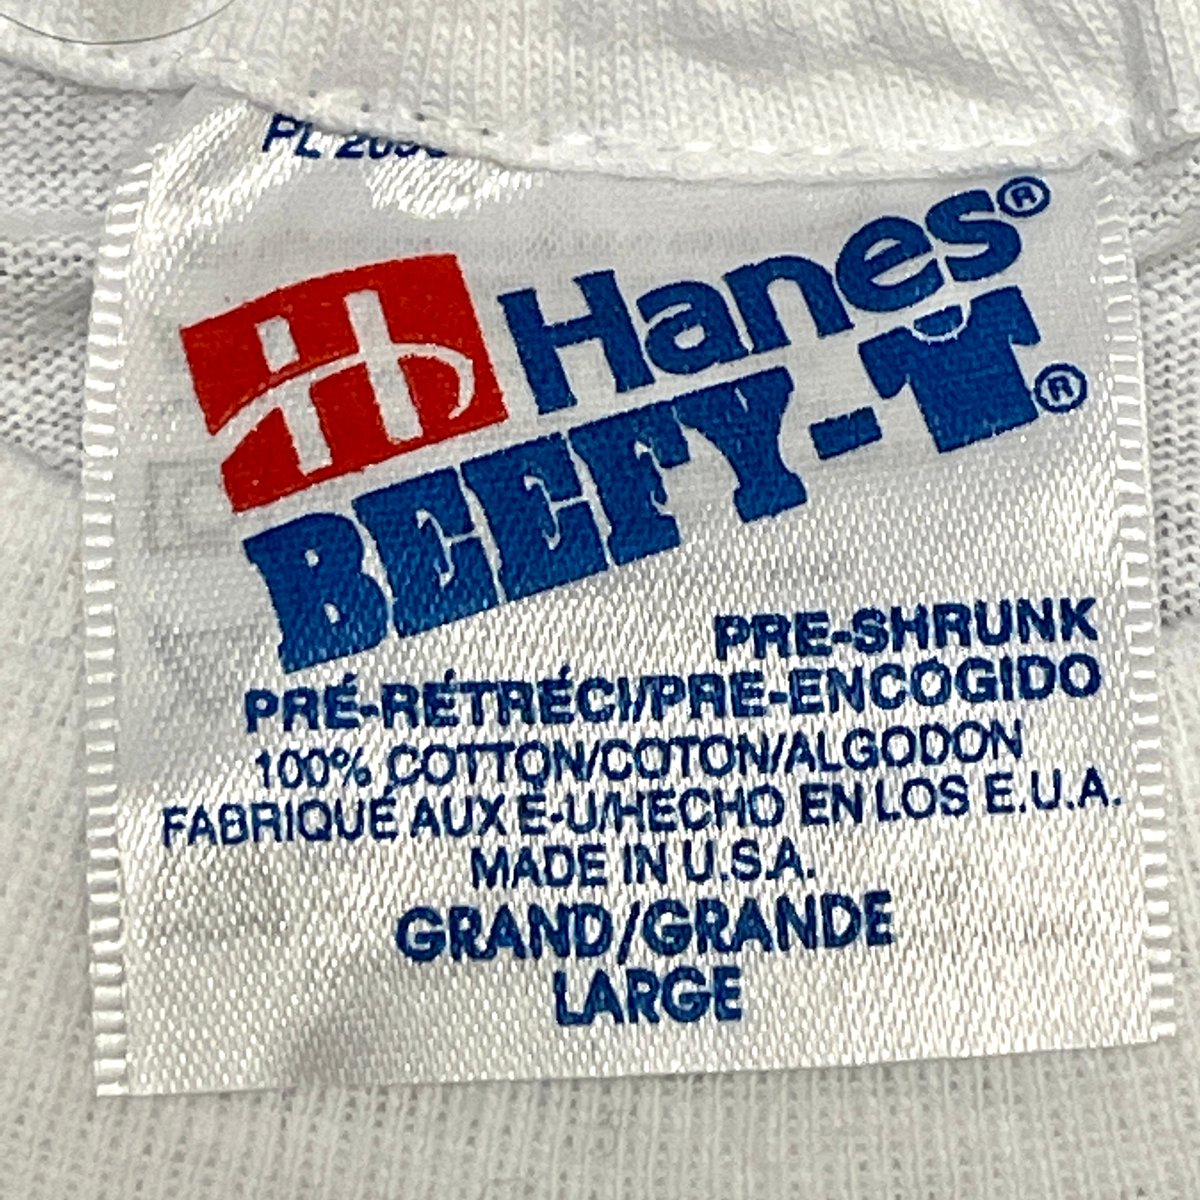 PL
Hanes®
BEEFY-T®
PRE-SHRUNK
PRÉ-RÉTRÉCI/PRE-ENCOGIDO
100% COTTON/COTON/ALGODON
FABRIQUÉ AUX É-U/HECHO EN LOS E.U.A.
MADE IN U.S.A.
GRAND/GRANDE
LARGE